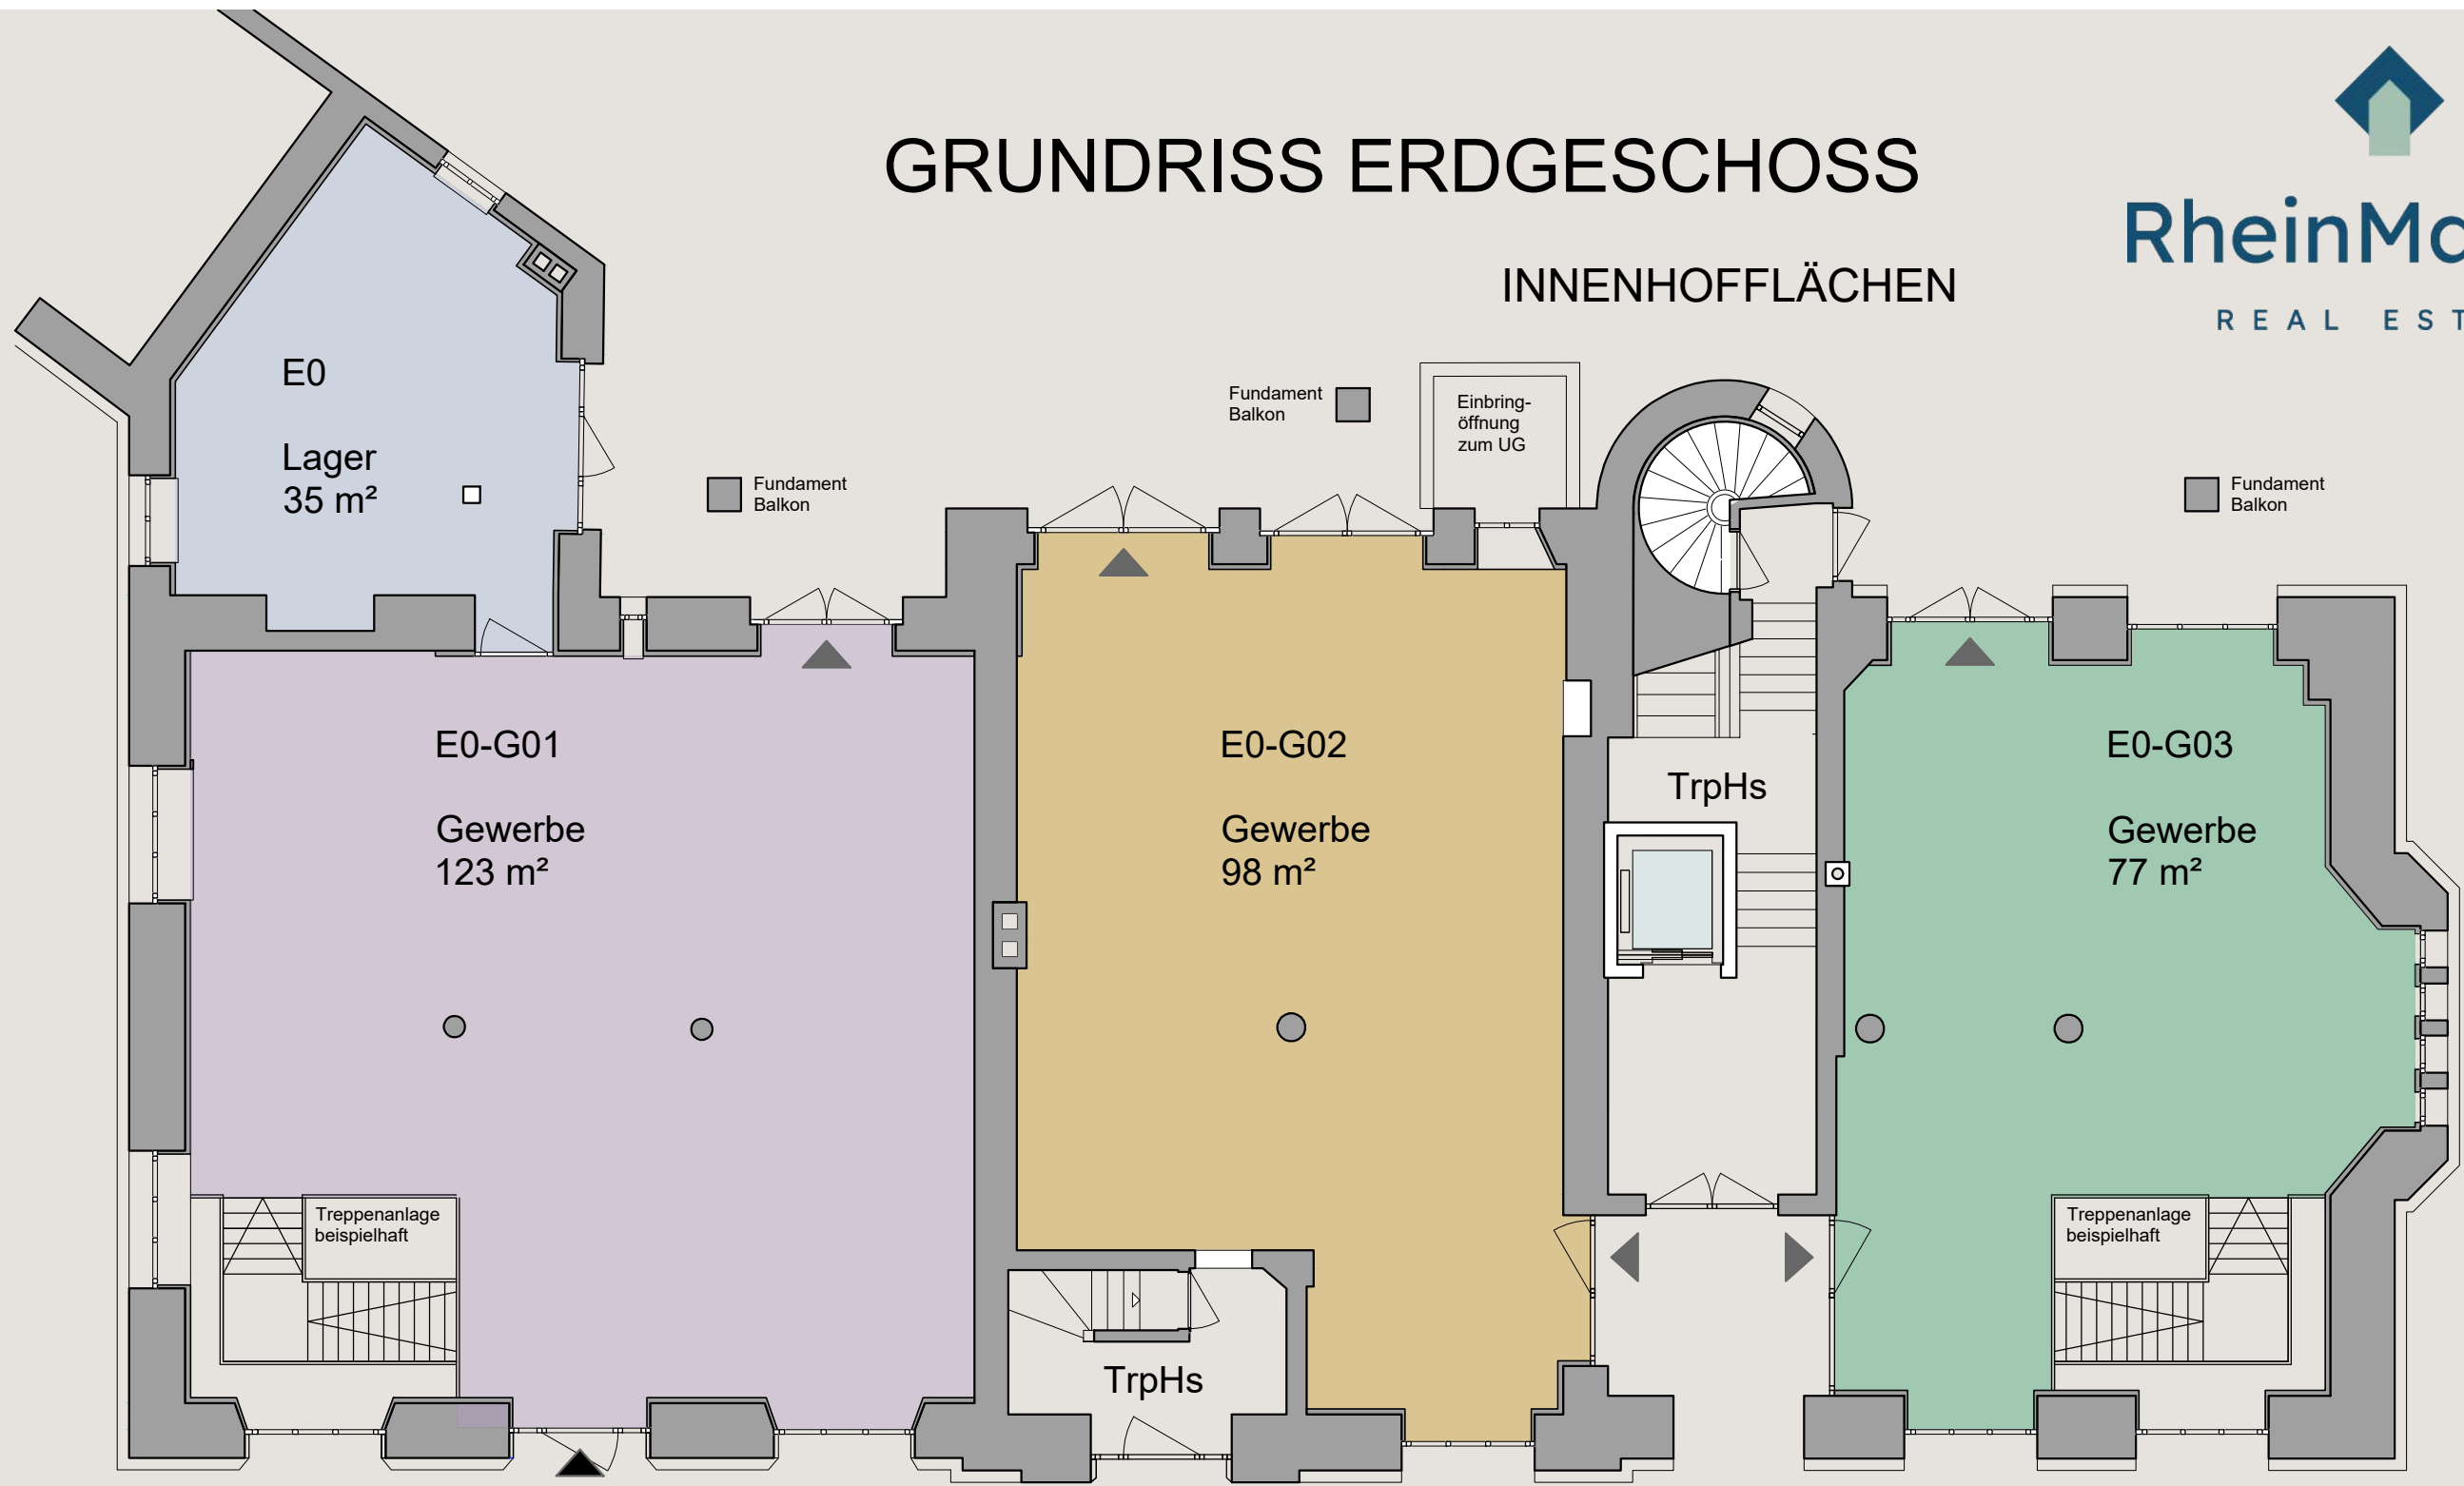 GRUNDRISS ERDGESCHOSS
INNENHOFFLÄCHEN
RheinMa
REAL EST
E0
Lager
35 m²
Fundament
Balkon
Fundament
Balkon
Einbring-
öffnung
zum UG
Fundament
Balkon
E0-G01
Gewerbe
123 m²
E0-G02
Gewerbe
98 m²
TrpHs
E0-G03
Gewerbe
77 m²
Treppenanlage
beispielhaft
TrpHs
Treppenanlage
beispielhaft